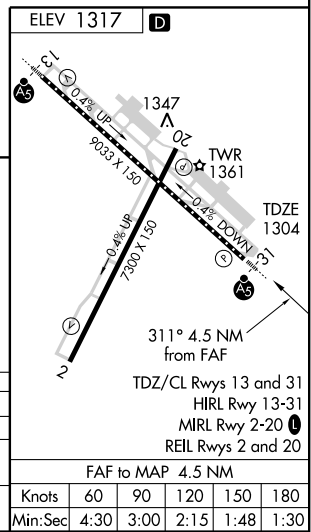 ELEV 1317 D
13
A5
A
0.4% UP
9033 X 150
1347
20
P
TWR
1361
0.4% UP
7300 X 150
0.4% DOWN
TDZE
1304
31
P
A5
A
2
311° 4.5 NM
from FAF
TDZ/CL Rwys 13 and 31
HIRL Rwy 13-31
MIRL Rwy 2-20 L
REIL Rwys 2 and 20
FAF to MAP 4.5 NM
Knots 60 90 120 150 180
Min:Sec 4:30 3:00 2:15 1:48 1:30